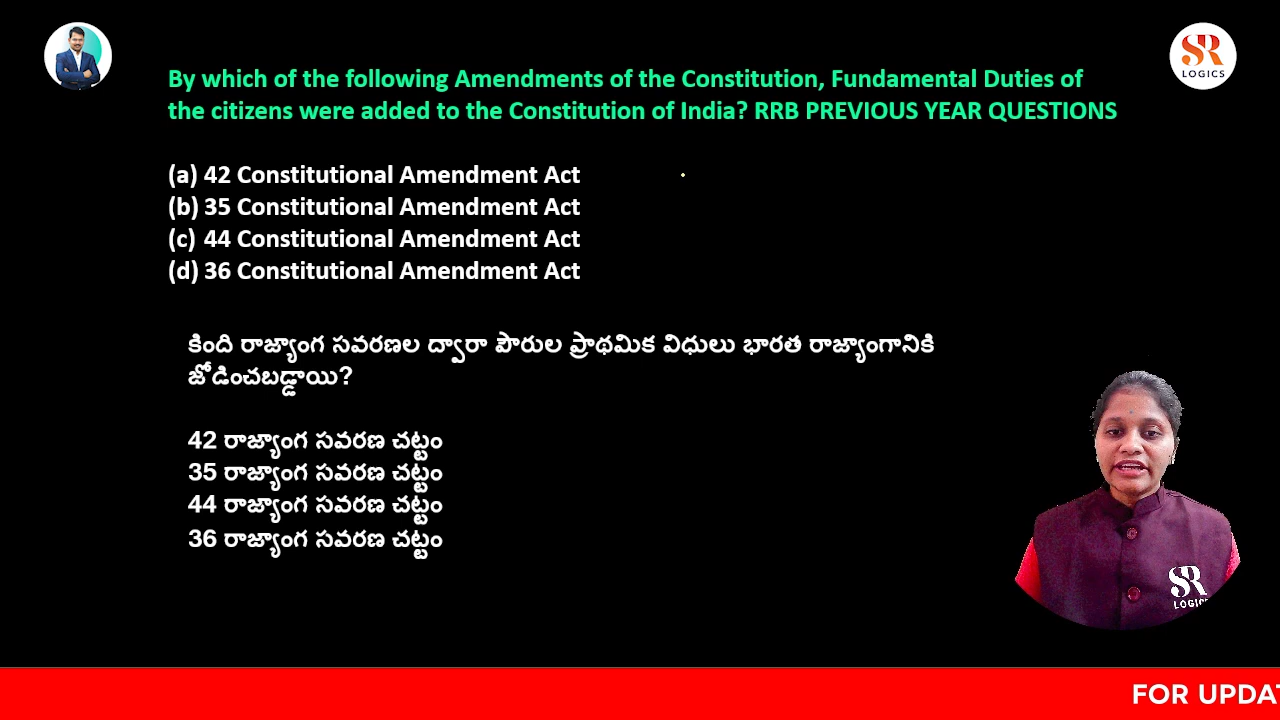 SR
LOGICS
By which of the following Amendments of the Constitution, Fundamental Duties of
the citizens were added to the Constitution of India? RRB PREVIOUS YEAR QUESTIONS
(a) 42 Constitutional Amendment Act
(b) 35 Constitutional Amendment Act
(c) 44 Constitutional Amendment Act
(d) 36 Constitutional Amendment Act
కింది రాజ్యాంగ సవరణల ద్వారా పౌరుల ప్రాథమిక విధులు భారత రాజ్యాంగానికి
జోడించబడ్డాయి?
42 రాజ్యాంగ సవరణ చట్టం
35 రాజ్యాంగ సవరణ చట్టం
44 రాజ్యాంగ సవరణ చట్టం
36 రాజ్యాంగ సవరణ చట్టం
SR
LOGICS
FOR UPDAT